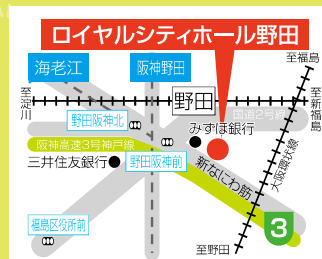 ロイヤルシティホール野田
海老江
阪神野田
至福島
至淀川
野田
至新福島
国道2号線
野田阪神北
みずほ銀行
阪神高速3号神戸線
三井住友銀行
野田阪神前
新なにわ筋
大阪環状線
福島区役所前
3
至野田